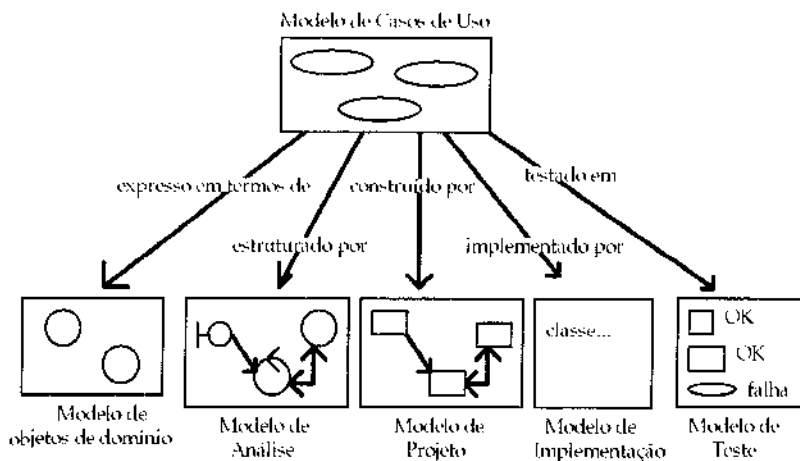 Modelo de Casos de Uso
expresso em termos de
construído por
testado em
estruturado por
implementado por
classe...
OK
OK
falha
Modelo de
objetos de domínio
Modelo de
Análise
Modelo de
Projeto
Modelo de
Implementação
Modelo de
Teste